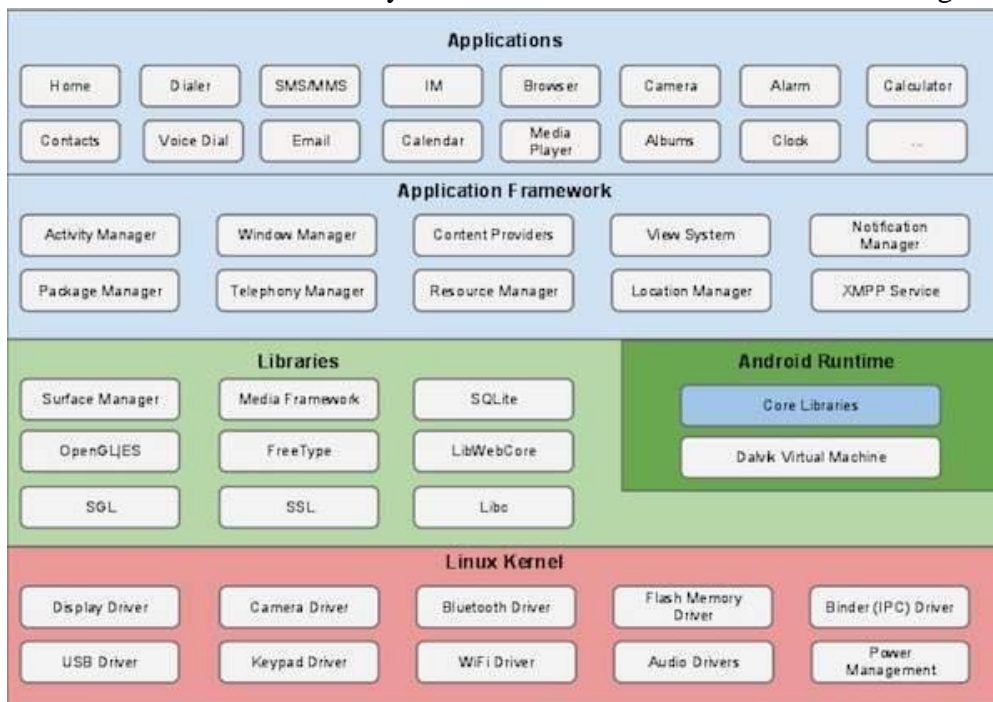 Applications
Home
Dialer
SMS/MMS
IM
Browser
Camera
Alarm
Calculator
Contacts
Voice Dial
Email
Calendar
Media
Player
Albums
Clock
...
Application Framework
Activity Manager
Window Manager
Content Providers
View System
Notification
Manager
Package Manager
Telephony Manager
Resource Manager
Location Manager
XMPP Service
Libraries
Surface Manager
Media Framework
SQLite
OpenGL|ES
FreeType
LibWebCore
SGL
SSL
Libc
Android Runtime
Core Libraries
Dalvik Virtual Machine
Linux Kernel
Display Driver
Camera Driver
Bluetooth Driver
Flash Memory
Driver
Binder (IPC) Driver
USB Driver
Keypad Driver
WiFi Driver
Audio Drivers
Power
Management